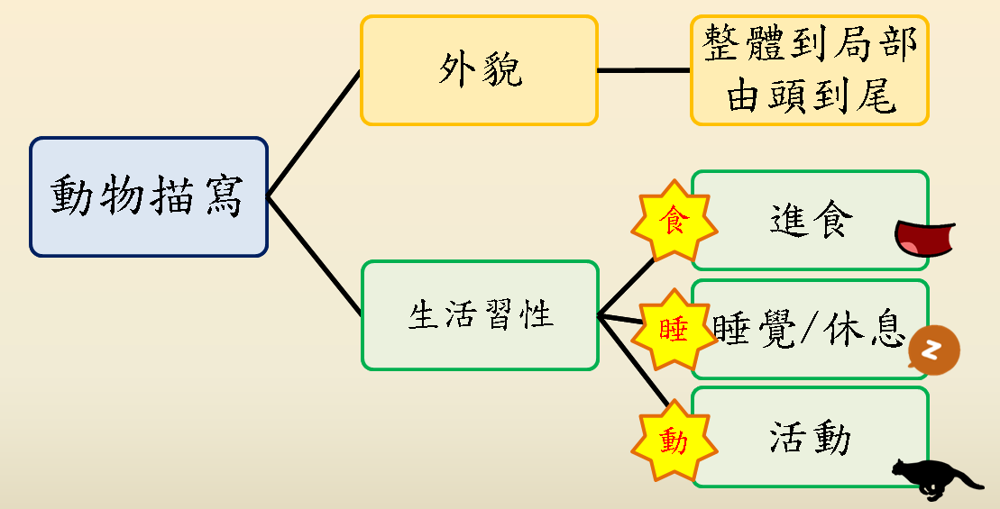 動物描寫
外貌
整體到局部
由頭到尾
生活習性
食
進食
睡
睡覺/休息
z
動
活動